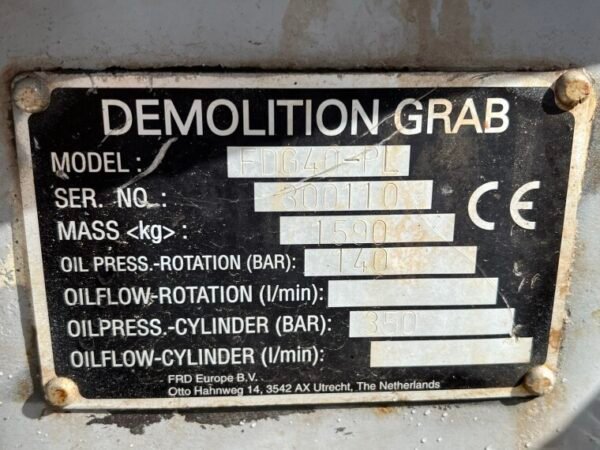 DEMOLITION GRAB
MODEL: FDG40-PL
SER. NO.: 300110
MASS <kg>: 1590
CE
OIL PRESS.-ROTATION (BAR): 140
OILFLOW-ROTATION (l/min):
OILPRESS.-CYLINDER (BAR): 350
OILFLOW-CYLINDER (l/min):
FRD Europe B.V.
Otto Hahnweg 14, 3542 AX Utrecht, The Netherlands